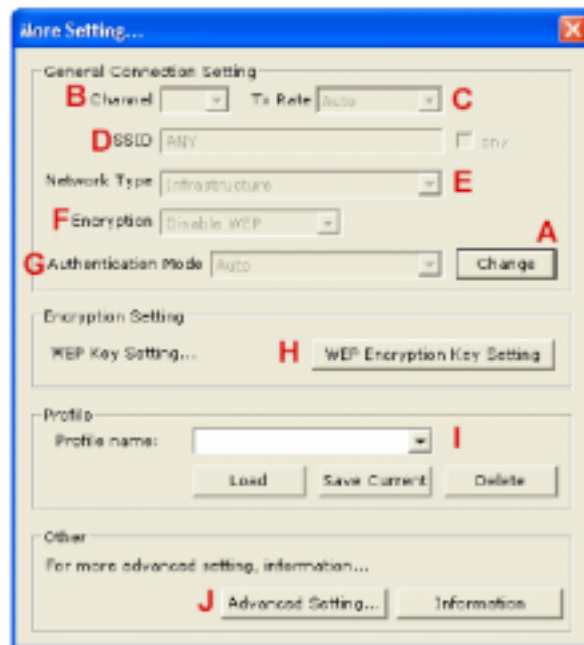 More Setting...
General Connection Setting
B Channel Tx Rate Auto C
D SSID ANY any
Network Type Infrastructure E
F Encryption Disable WEP
A
G Authentication Mode Auto Change
Encryption Setting
WEP Key Setting... H WEP Encryption Key Setting
Profile
Profile name: I
Load Save Current Delete
Other
For more advanced setting, information...
J Advanced Setting... Information